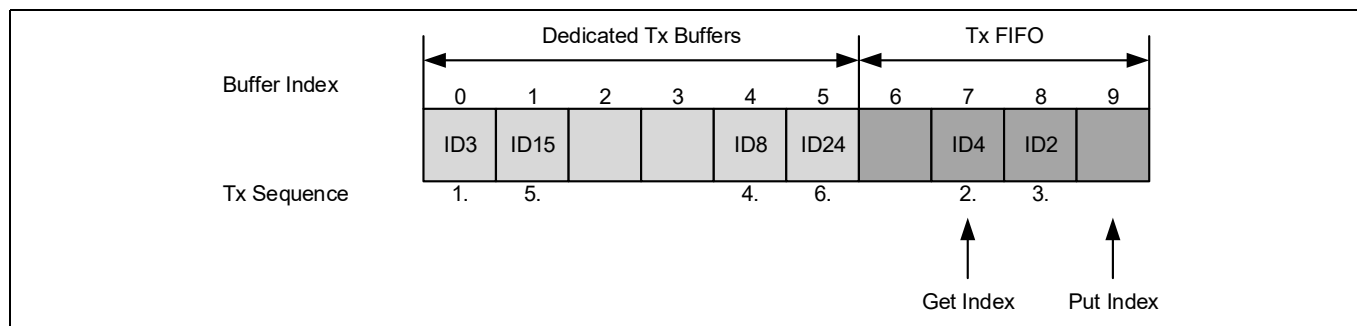 Dedicated Tx Buffers Tx FIFO
Buffer Index 0 1 2 3 4 5 6 7 8 9
ID3 ID15 ID8 ID24 ID4 ID2
Tx Sequence 1. 5. 4. 6. 2. 3.
Get Index Put Index